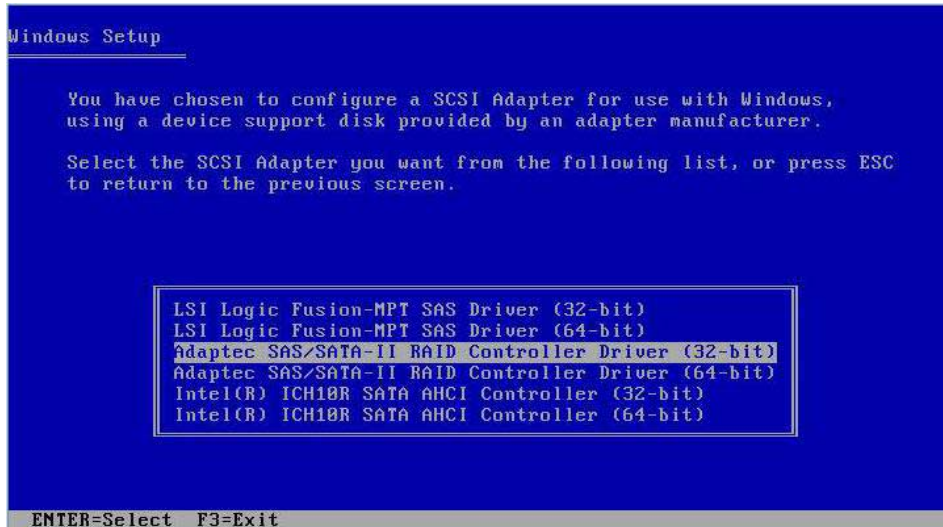 Windows Setup
You have chosen to configure a SCSI Adapter for use with Windows,
using a device support disk provided by an adapter manufacturer.
Select the SCSI Adapter you want from the following list, or press ESC
to return to the previous screen.
LSI Logic Fusion-MPT SAS Driver (32-bit)
LSI Logic Fusion-MPT SAS Driver (64-bit)
Adaptec SAS/SATA-II RAID Controller Driver (32-bit)
Adaptec SAS/SATA-II RAID Controller Driver (64-bit)
Intel(R) ICH10R SATA AHCI Controller (32-bit)
Intel(R) ICH10R SATA AHCI Controller (64-bit)
ENTER=Select F3=Exit